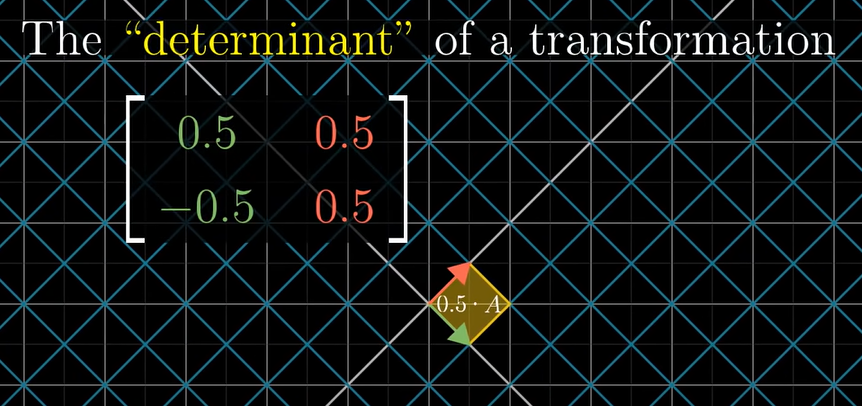 The “determinant” of a transformation
0.5 0.5
−0.5 0.5
0.5 · A